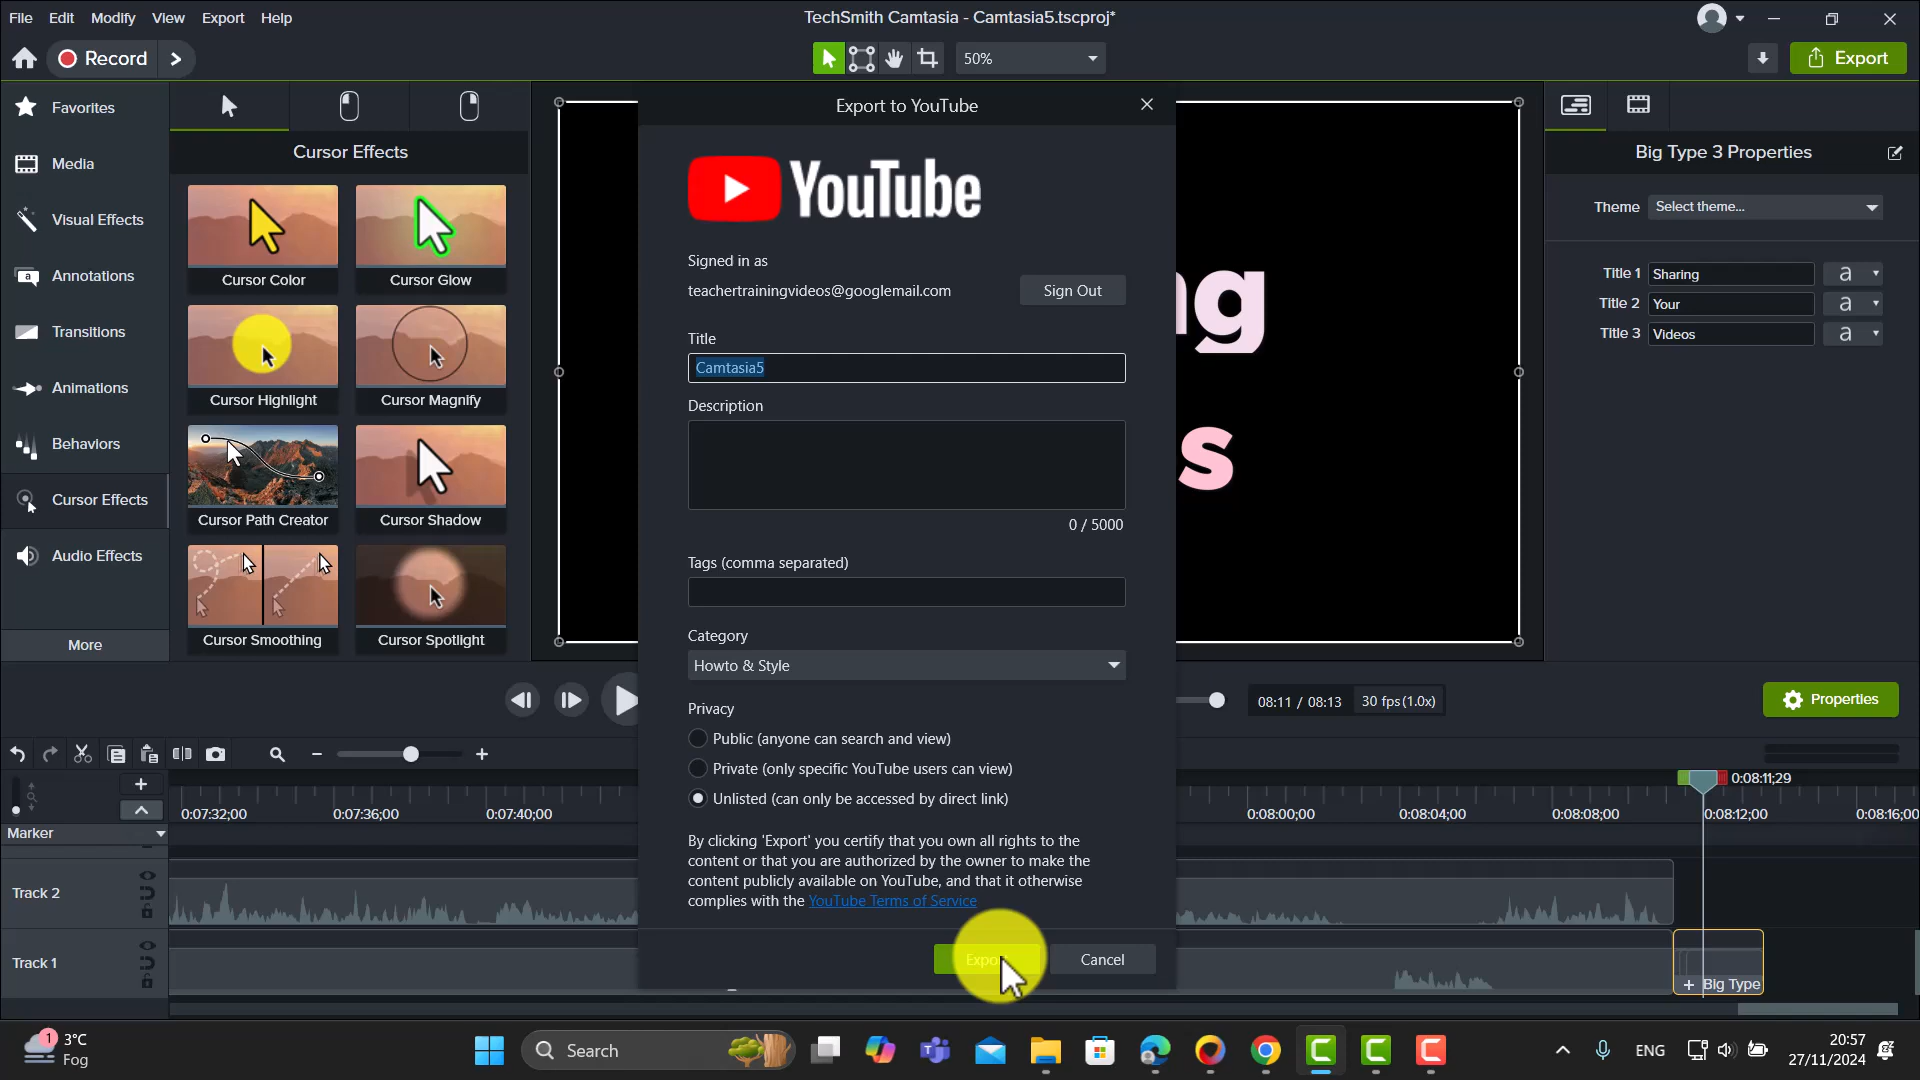 File Edit Modify View Export Help
TechSmith Camtasia - Camtasia5.tscproj*
Record
50%
Export
Favorites
Media
Visual Effects
Annotations
Transitions
Animations
Behaviors
Cursor Effects
Audio Effects
More
Cursor Effects
Cursor Color
Cursor Glow
Cursor Highlight
Cursor Magnify
Cursor Path Creator
Cursor Shadow
Cursor Smoothing
Cursor Spotlight
Export to YouTube
YouTube
Signed in as
teachertrainingvideos@googlemail.com
Sign Out
Title
Camtasia5
Description
0 / 5000
Tags (comma separated)
Category
Howto & Style
Privacy
Public (anyone can search and view)
Private (only specific YouTube users can view)
Unlisted (can only be accessed by direct link)
By clicking 'Export' you certify that you own all rights to the
content or that you are authorized by the owner to make the
content publicly available on YouTube, and that it otherwise
complies with the YouTube Terms of Service
Cancel
ng
s
Big Type 3 Properties
Theme Select theme...
Title 1 Sharing a
Title 2 Your a
Title 3 Videos a
08:11 / 08:13 30 fps(1.0x)
Properties
0:08:11;29
0:07:32;00 0:07:36;00 0:07:40;00 0:08:00;00 0:08:04;00 0:08:08;00 0:08:12;00 0:08:16;00
Marker
Track 2
Track 1
+ Big Type
1
3°C
Fog
Search
ENG
20:57
27/11/2024